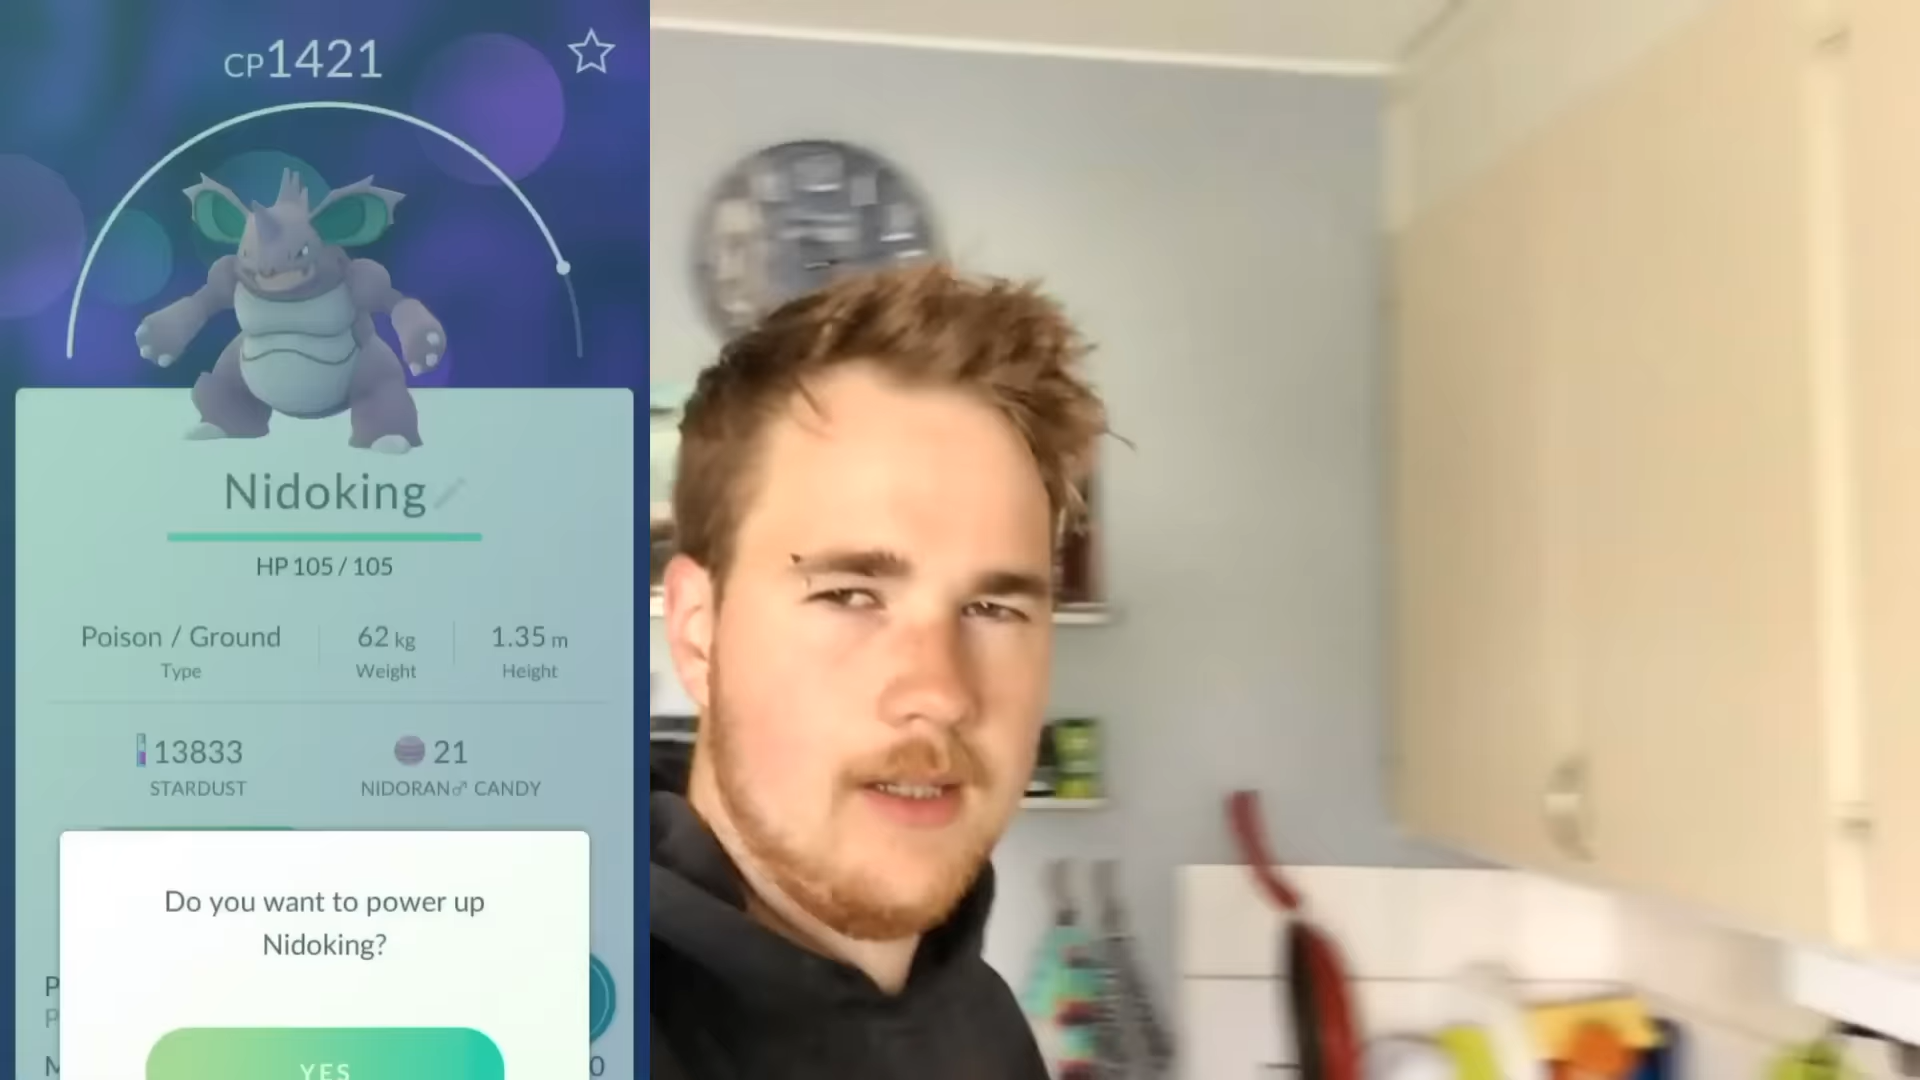 CP1421
Nidoking
HP 105 / 105
Poison / Ground
Type
62 kg
Weight
1.35 m
Height
13833
STARDUST
21
NIDORAN♂ CANDY
Do you want to power up
Nidoking?
YES